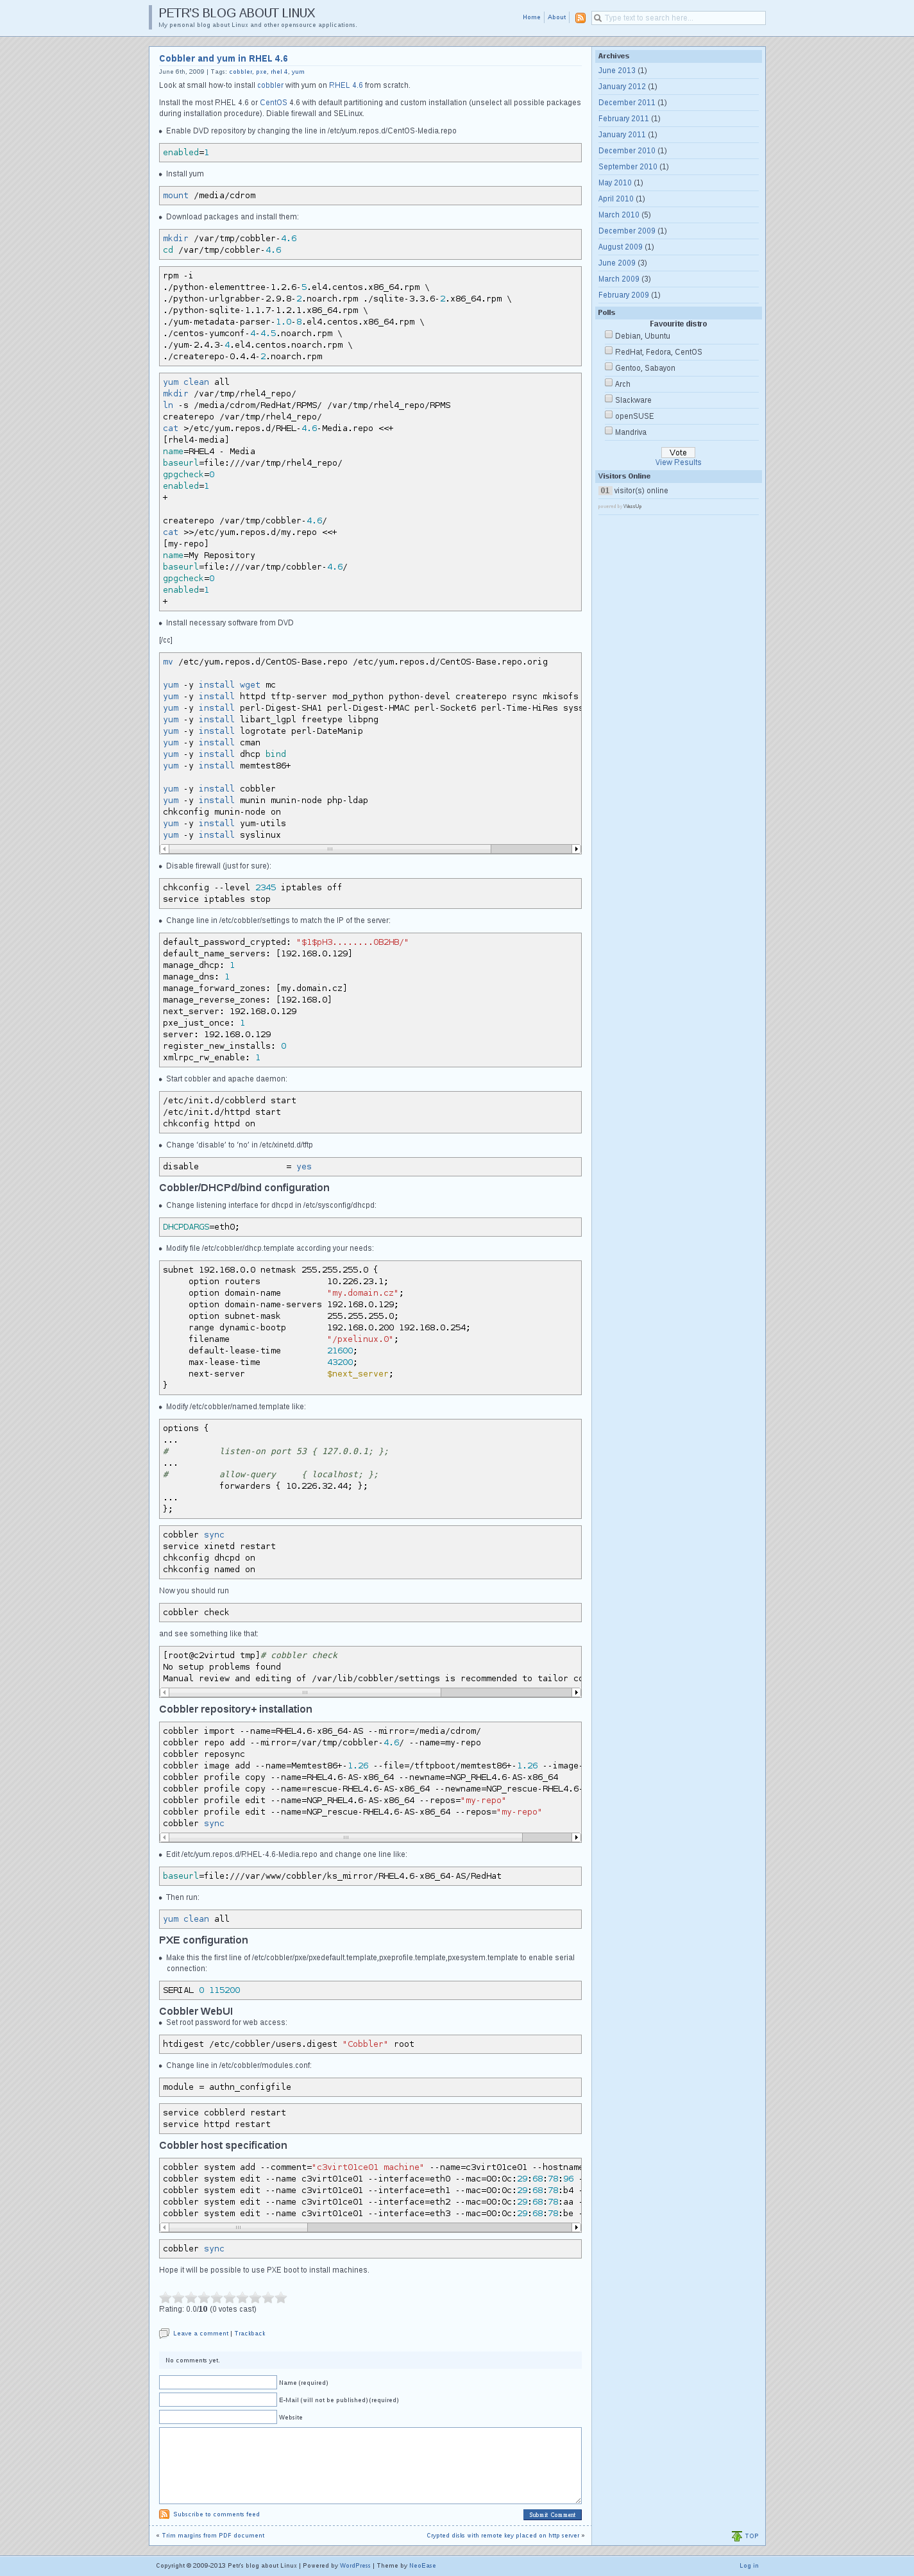 PETR'S BLOG ABOUT LINUX
My personal blog about Linux and other opensource applications.
Home
About
Type text to search here...
Cobbler and yum in RHEL 4.6
June 6th, 2009 | Tags: cobbler, pxe, rhel 4, yum
Look at small how-to install cobbler with yum on RHEL 4.6 from scratch.
Install the most RHEL 4.6 or CentOS 4.6 with default partitioning and custom installation (unselect all possible packages
during installation procedure). Diable firewall and SELinux.
Enable DVD repository by changing the line in /etc/yum.repos.d/CentOS-Media.repo
enabled=1
Install yum
mount /media/cdrom
Download packages and install them:
mkdir /var/tmp/cobbler-4.6
cd /var/tmp/cobbler-4.6
rpm -i
./python-elementtree-1.2.6-5.el4.centos.x86_64.rpm \
./python-urlgrabber-2.9.8-2.noarch.rpm ./sqlite-3.3.6-2.x86_64.rpm \
./python-sqlite-1.1.7-1.2.1.x86_64.rpm \
./yum-metadata-parser-1.0-8.el4.centos.x86_64.rpm \
./centos-yumconf-4-4.5.noarch.rpm \
./yum-2.4.3-4.el4.centos.noarch.rpm \
./createrepo-0.4.4-2.noarch.rpm
yum clean all
mkdir /var/tmp/rhel4_repo/
ln -s /media/cdrom/RedHat/RPMS/ /var/tmp/rhel4_repo/RPMS
createrepo /var/tmp/rhel4_repo/
cat >/etc/yum.repos.d/RHEL-4.6-Media.repo <<+
[rhel4-media]
name=RHEL4 - Media
baseurl=file:///var/tmp/rhel4_repo/
gpgcheck=0
enabled=1
+
createrepo /var/tmp/cobbler-4.6/
cat >>/etc/yum.repos.d/my.repo <<+
[my-repo]
name=My Repository
baseurl=file:///var/tmp/cobbler-4.6/
gpgcheck=0
enabled=1
+
Install necessary software from DVD
[/cc]
mv /etc/yum.repos.d/CentOS-Base.repo /etc/yum.repos.d/CentOS-Base.repo.orig
yum -y install wget mc
yum -y install httpd tftp-server mod_python python-devel createrepo rsync mkisofs
yum -y install perl-Digest-SHA1 perl-Digest-HMAC perl-Socket6 perl-Time-HiRes sys
yum -y install libart_lgpl freetype libpng
yum -y install logrotate perl-DateManip
yum -y install cman
yum -y install dhcp bind
yum -y install memtest86+
yum -y install cobbler
yum -y install munin munin-node php-ldap
chkconfig munin-node on
yum -y install yum-utils
yum -y install syslinux
Disable firewall (just for sure):
chkconfig --level 2345 iptables off
service iptables stop
Change line in /etc/cobbler/settings to match the IP of the server:
default_password_crypted: "$1$pH3........0B2HB/"
default_name_servers: [192.168.0.129]
manage_dhcp: 1
manage_dns: 1
manage_forward_zones: [my.domain.cz]
manage_reverse_zones: [192.168.0]
next_server: 192.168.0.129
pxe_just_once: 1
server: 192.168.0.129
register_new_installs: 0
xmlrpc_rw_enable: 1
Start cobbler and apache daemon:
/etc/init.d/cobblerd start
/etc/init.d/httpd start
chkconfig httpd on
Change 'disable' to 'no' in /etc/xinetd.d/tftp
disable = yes
Cobbler/DHCPd/bind configuration
Change listening interface for dhcpd in /etc/sysconfig/dhcpd:
DHCPDARGS=eth0;
Modify file /etc/cobbler/dhcp.template according your needs:
subnet 192.168.0.0 netmask 255.255.255.0 {
option routers 10.226.23.1;
option domain-name "my.domain.cz";
option domain-name-servers 192.168.0.129;
option subnet-mask 255.255.255.0;
range dynamic-bootp 192.168.0.200 192.168.0.254;
filename "/pxelinux.0";
default-lease-time 21600;
max-lease-time 43200;
next-server $next_server;
}
Modify /etc/cobbler/named.template like:
options {
...
# listen-on port 53 { 127.0.0.1; };
...
# allow-query { localhost; };
forwarders { 10.226.32.44; };
...
};
cobbler sync
service xinetd restart
chkconfig dhcpd on
chkconfig named on
Now you should run
cobbler check
and see something like that:
[root@c2virtud tmp]# cobbler check
No setup problems found
Manual review and editing of /var/lib/cobbler/settings is recommended to tailor co
Cobbler repository+ installation
cobbler import --name=RHEL4.6-x86_64-AS --mirror=/media/cdrom/
cobbler repo add --mirror=/var/tmp/cobbler-4.6/ --name=my-repo
cobbler reposync
cobbler image add --name=Memtest86+-1.26 --file=/tftpboot/memtest86+-1.26 --image-
cobbler profile copy --name=RHEL4.6-AS-x86_64 --newname=NGP_RHEL4.6-AS-x86_64
cobbler profile copy --name=rescue-RHEL4.6-AS-x86_64 --newname=NGP_rescue-RHEL4.6-
cobbler profile edit --name=NGP_RHEL4.6-AS-x86_64 --repos="my-repo"
cobbler profile edit --name=NGP_rescue-RHEL4.6-AS-x86_64 --repos="my-repo"
cobbler sync
Edit /etc/yum.repos.d/RHEL-4.6-Media.repo and change one line like:
baseurl=file:///var/www/cobbler/ks_mirror/RHEL4.6-x86_64-AS/RedHat
Then run:
yum clean all
PXE configuration
Make this the first line of /etc/cobbler/pxe/pxedefault.template,pxeprofile.template,pxesystem.template to enable serial
connection:
SERIAL 0 115200
Cobbler WebUI
Set root password for web access:
htdigest /etc/cobbler/users.digest "Cobbler" root
Change line in /etc/cobbler/modules.conf:
module = authn_configfile
service cobblerd restart
service httpd restart
Cobbler host specification
cobbler system add --comment="c3virt01ce01 machine" --name=c3virt01ce01 --hostname
cobbler system edit --name c3virt01ce01 --interface=eth0 --mac=00:0c:29:68:78:96 -
cobbler system edit --name c3virt01ce01 --interface=eth1 --mac=00:0c:29:68:78:b4 -
cobbler system edit --name c3virt01ce01 --interface=eth2 --mac=00:0c:29:68:78:aa -
cobbler system edit --name c3virt01ce01 --interface=eth3 --mac=00:0c:29:68:78:be -
cobbler sync
Hope it will be possible to use PXE boot to install machines.
Rating: 0.0/10 (0 votes cast)
Leave a comment | Trackback
No comments yet.
Name (required)
E-Mail (will not be published) (required)
Website
Subscribe to comments feed
Submit Comment
« Trim margins from PDF document
Crypted disks with remote key placed on http server »
Archives
June 2013 (1)
January 2012 (1)
December 2011 (1)
February 2011 (1)
January 2011 (1)
December 2010 (1)
September 2010 (1)
May 2010 (1)
April 2010 (1)
March 2010 (5)
December 2009 (1)
August 2009 (1)
June 2009 (3)
March 2009 (3)
February 2009 (1)
Polls
Favourite distro
Debian, Ubuntu
RedHat, Fedora, CentOS
Gentoo, Sabayon
Arch
Slackware
openSUSE
Mandriva
Vote
View Results
Visitors Online
01 visitor(s) online
powered by WassUp
TOP
Copyright © 2009-2013 Petr's blog about Linux | Powered by WordPress | Theme by NeoEase
Log in